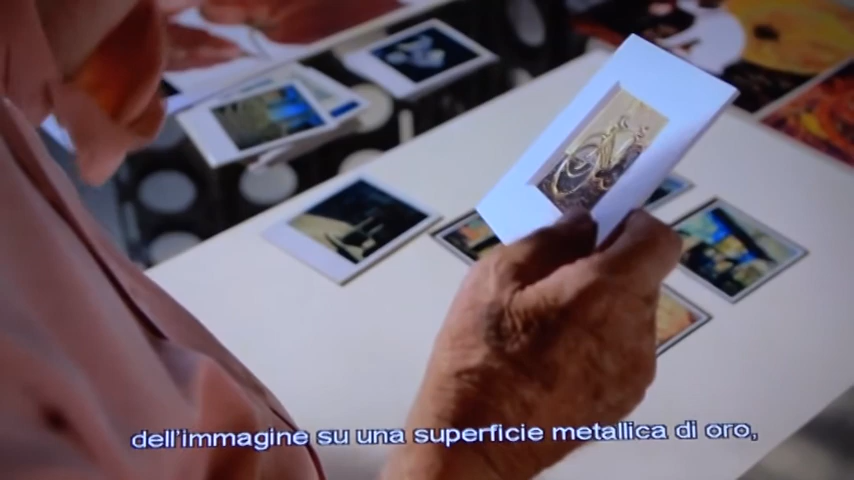 dell'immagine su una superficie metallica di oro,